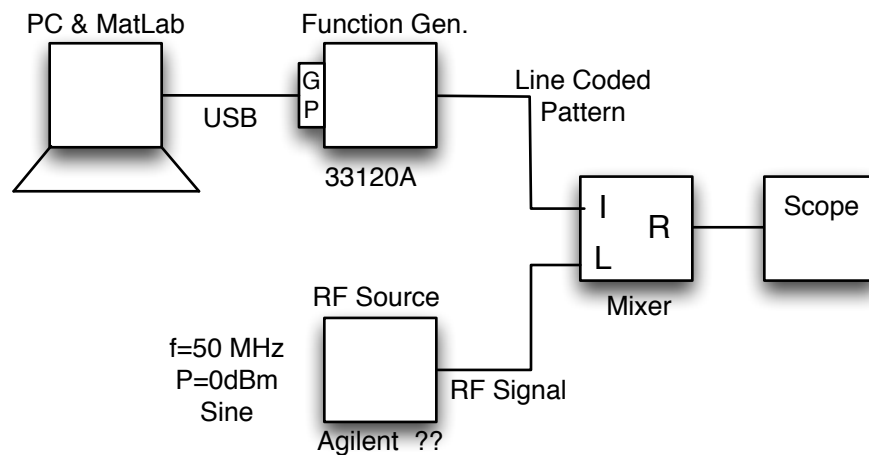 PC & MatLab
Function Gen.
G
P
USB
33120A
Line Coded
Pattern
I
R
L
Mixer
Scope
RF Source
f=50 MHz
P=0dBm
Sine
RF Signal
Agilent ??